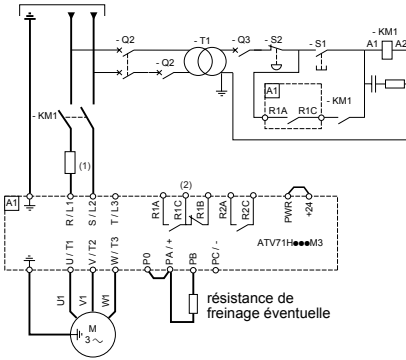 - Q2
- T1
- Q3
- S2
- S1
- KM1
A1
A2
- Q2
A1
R1A
R1C
- KM1
- KM1
(1)
(2)
A1
R / L1
S / L2
T / L3
R1A
R1C
R1B
R2A
R2C
PWR
+24
ATV71H●●●M3
U / T1
V / T2
W / T3
P0
PA / +
PB
PC / -
U1
V1
W1
M
3 ~
résistance de
freinage éventuelle